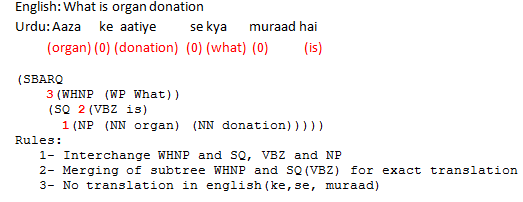 English: What is organ donation
Urdu: Aaza ke aatiye se kya muraad hai
(organ) (0) (donation) (0) (what) (0) (is)
(SBARQ
3 (WHNP (WP What))
(SQ 2 (VBZ is)
1 (NP (NN organ) (NN donation)))))
Rules:
1- Interchange WHNP and SQ, VBZ and NP
2- Merging of subtree WHNP and SQ(VBZ) for exact translation
3- No translation in english(ke,se, muraad)